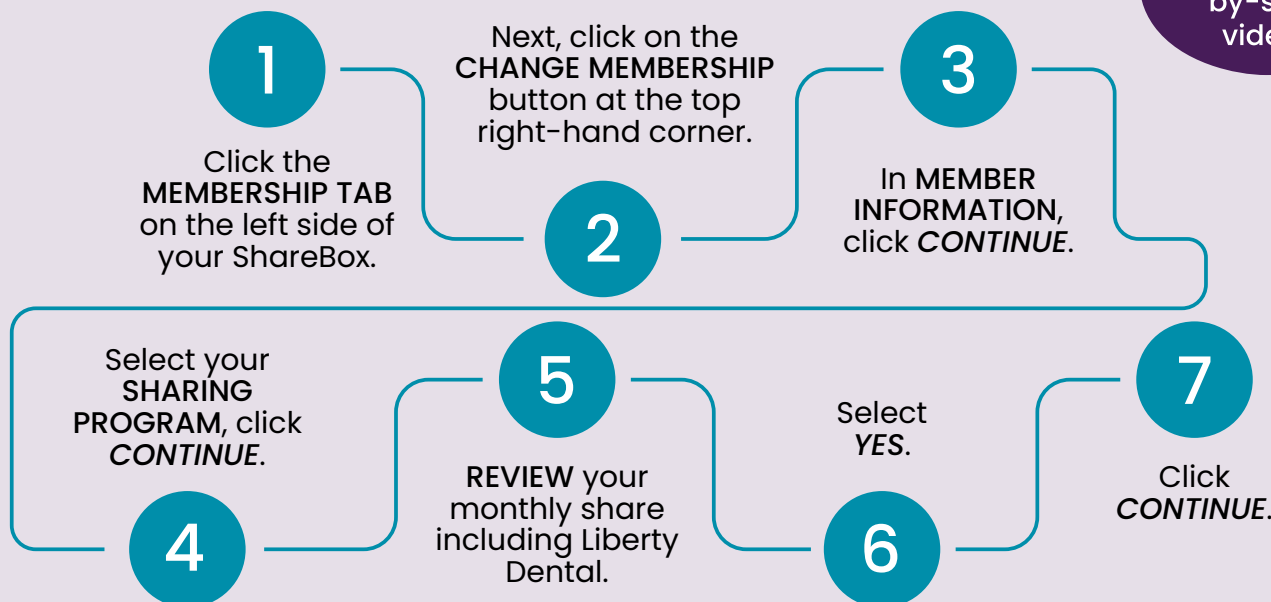 1
Click the
MEMBERSHIP TAB
on the left side of
your ShareBox.
Next, click on the
CHANGE MEMBERSHIP
button at the top
right-hand corner.
2
3
In MEMBER
INFORMATION,
click CONTINUE.
Select your
SHARING
PROGRAM, click
CONTINUE.
4
5
REVIEW your
monthly share
including Liberty
Dental.
Select
YES.
6
7
Click
CONTINUE.